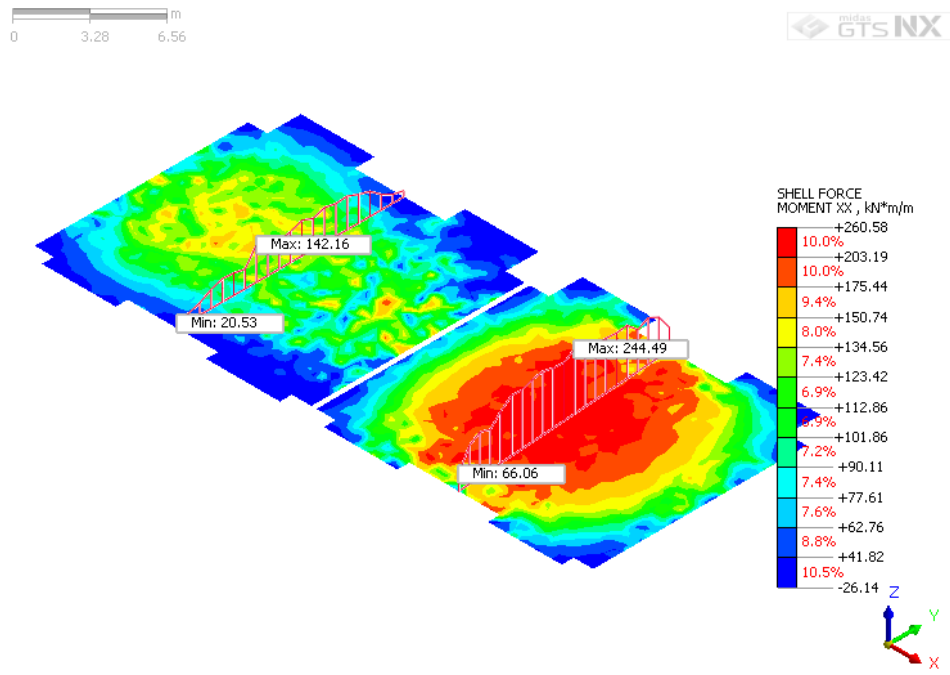 m
0 3.28 6.56
midas
GTS NX
Max: 142.16
Min: 20.53
Max: 244.49
Min: 66.06
SHELL FORCE
MOMENT XX , kN*m/m
+260.58
10.0%
+203.19
10.0%
+175.44
9.4%
+150.74
8.0%
+134.56
7.4%
+123.42
6.9%
+112.86
6.9%
+101.86
7.2%
+90.11
7.4%
+77.61
7.6%
+62.76
8.8%
+41.82
10.5%
-26.14
Z
Y
X